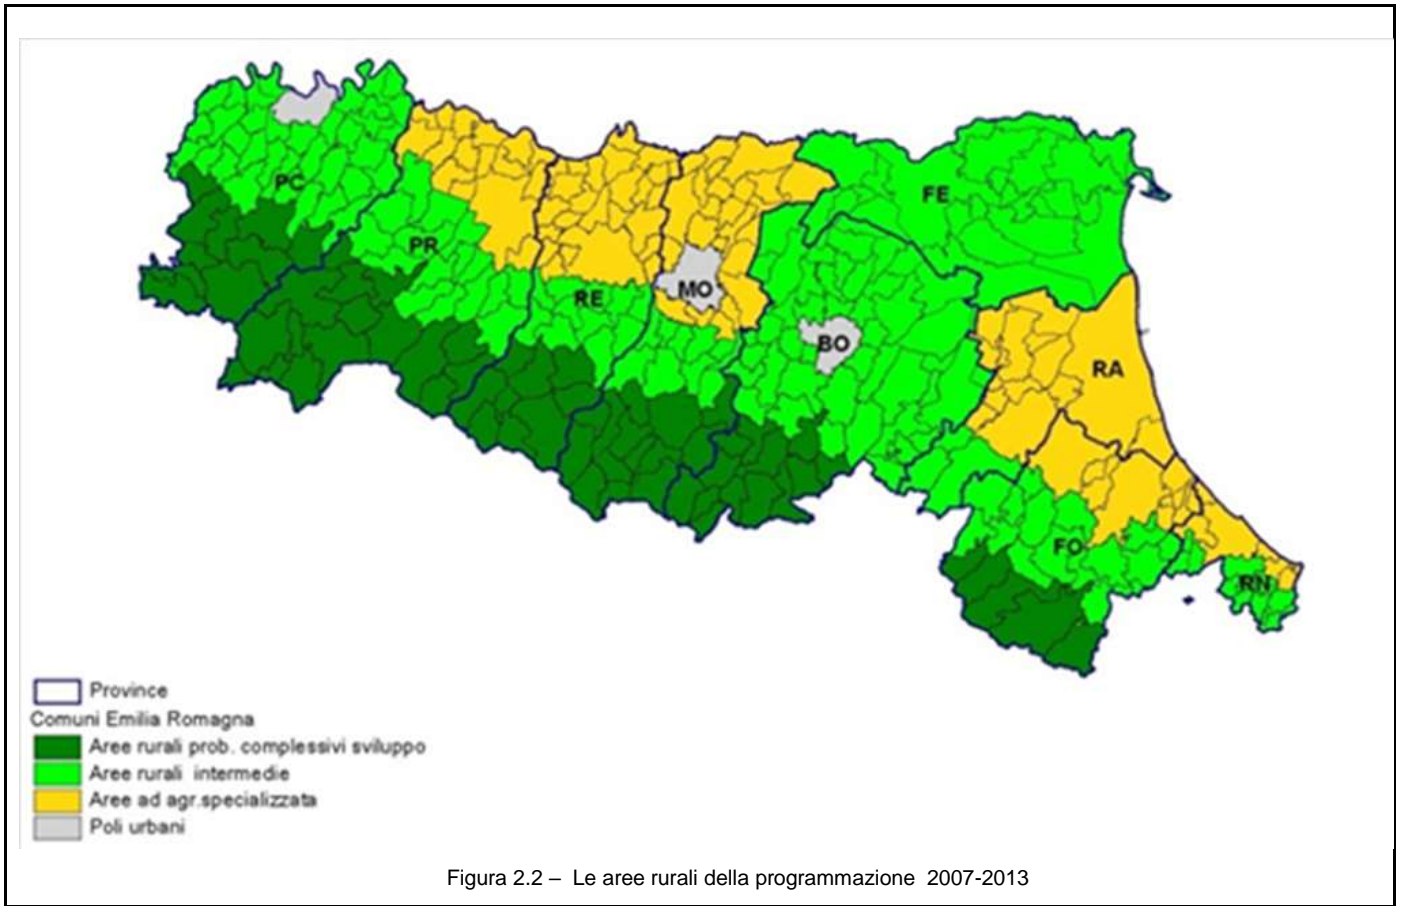 PC
FE
PR
RE
MO
BO
RA
FO
RN
Province
Comuni Emilia Romagna
Aree rurali prob. complessivi sviluppo
Aree rurali intermedie
Aree ad agr.specializzata
Poli urbani
Figura 2.2 – Le aree rurali della programmazione 2007-2013